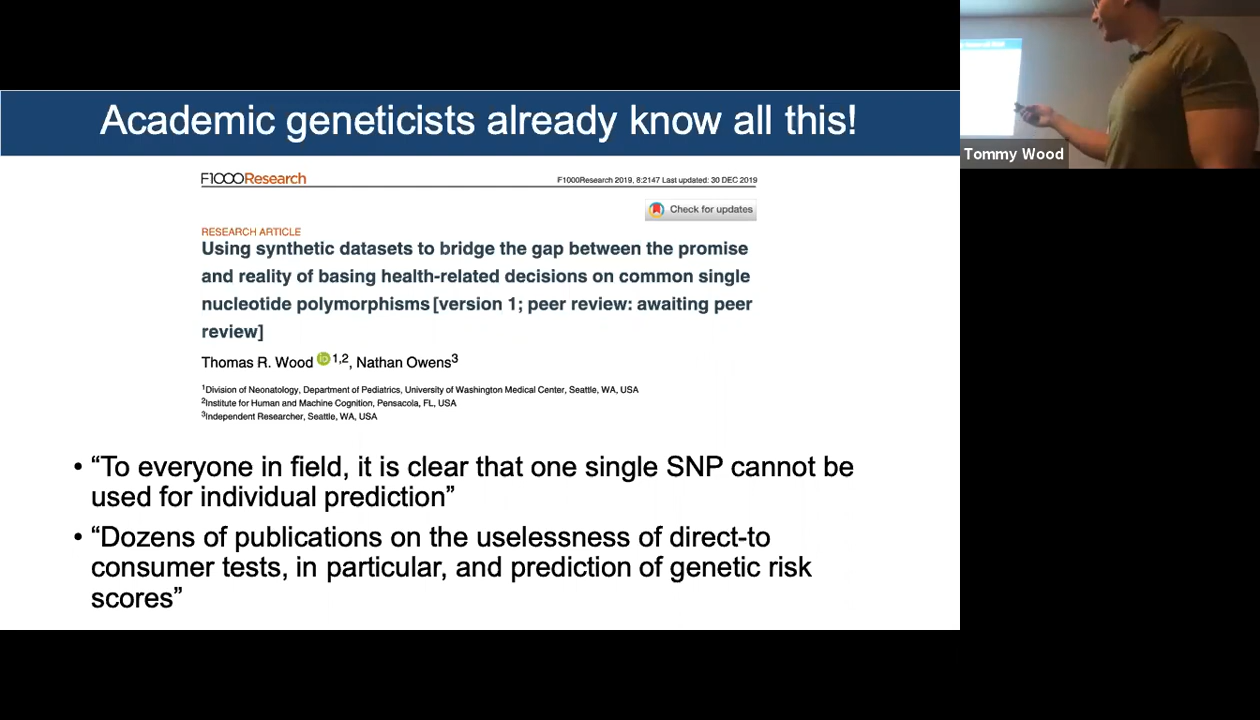 Academic geneticists already know all this!
F1000Research
F1000Research 2019, 8:2147 Last updated: 30 DEC 2019
Check for updates
RESEARCH ARTICLE
Using synthetic datasets to bridge the gap between the promise
and reality of basing health-related decisions on common single
nucleotide polymorphisms [version 1; peer review: awaiting peer
review]
Thomas R. Wood iD 1,2, Nathan Owens3
1Division of Neonatology, Department of Pediatrics, University of Washington Medical Center, Seattle, WA, USA
2Institute for Human and Machine Cognition, Pensacola, FL, USA
3Independent Researcher, Seattle, WA, USA
• “To everyone in field, it is clear that one single SNP cannot be
used for individual prediction”
• “Dozens of publications on the uselessness of direct-to
consumer tests, in particular, and prediction of genetic risk
scores”
Tommy Wood